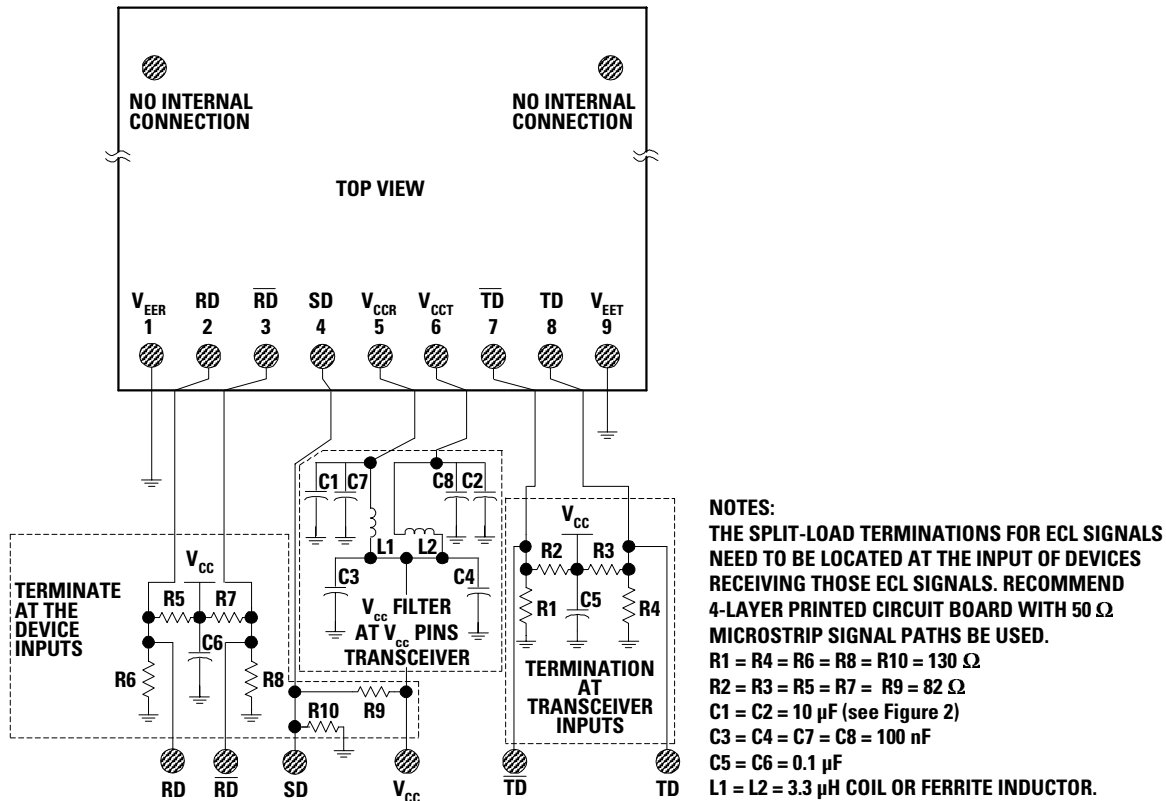 NO INTERNAL
CONNECTION
NO INTERNAL
CONNECTION
TOP VIEW
VEER RD R̅D̅ SD VCCR VCCT T̅D̅ TD VEET
1 2 3 4 5 6 7 8 9
C1 C7 C8 C2
L1 L2
C3 C4
VCC FILTER
AT VCC PINS
TRANSCEIVER
TERMINATE
AT THE
DEVICE
INPUTS
VCC
R5 R7
C6
R6 R8
R9
R10
VCC
R2 R3
R1 C5 R4
TERMINATION
AT
TRANSCEIVER
INPUTS
RD R̅D̅ SD VCC T̅D̅ TD
NOTES:
THE SPLIT-LOAD TERMINATIONS FOR ECL SIGNALS
NEED TO BE LOCATED AT THE INPUT OF DEVICES
RECEIVING THOSE ECL SIGNALS. RECOMMEND
4-LAYER PRINTED CIRCUIT BOARD WITH 50 Ω
MICROSTRIP SIGNAL PATHS BE USED.
R1 = R4 = R6 = R8 = R10 = 130 Ω
R2 = R3 = R5 = R7 = R9 = 82 Ω
C1 = C2 = 10 µF (see Figure 2)
C3 = C4 = C7 = C8 = 100 nF
C5 = C6 = 0.1 µF
L1 = L2 = 3.3 µH COIL OR FERRITE INDUCTOR.